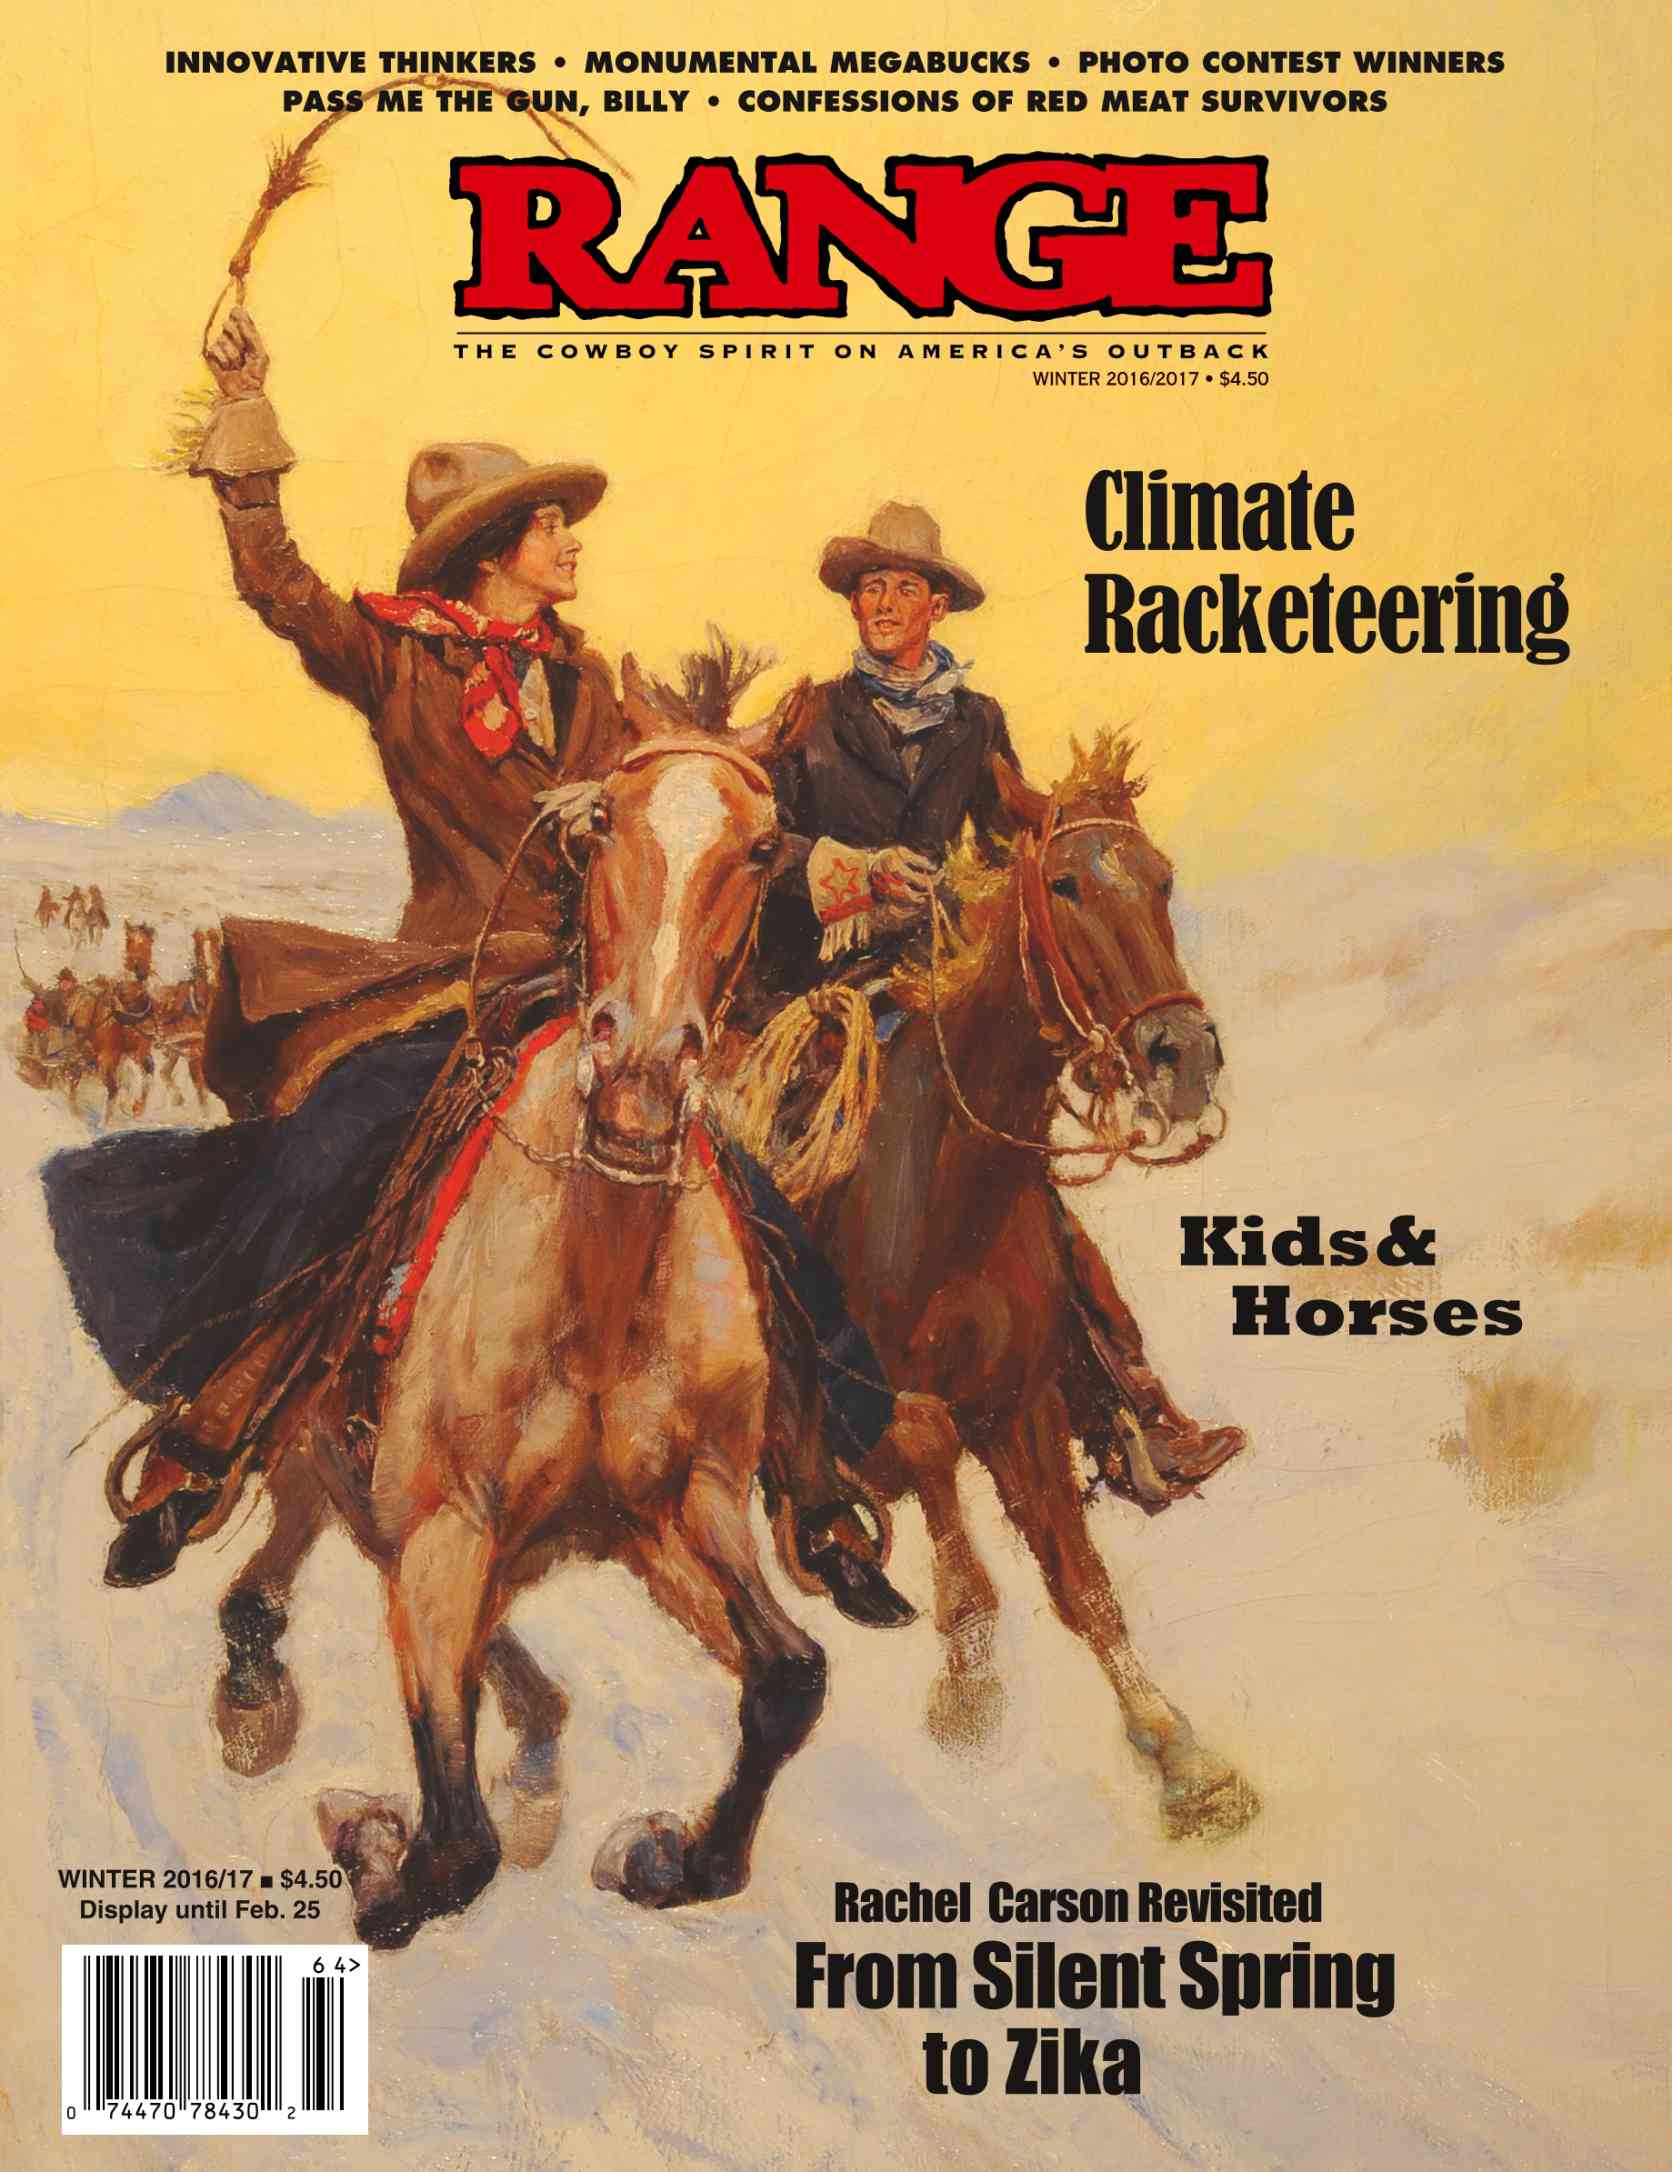 INNOVATIVE THINKERS • MONUMENTAL MEGABUCKS • PHOTO CONTEST WINNERS
PASS ME THE GUN, BILLY • CONFESSIONS OF RED MEAT SURVIVORS
RANGE
THE COWBOY SPIRIT ON AMERICA'S OUTBACK
WINTER 2016/2017 • $4.50
Climate
Racketeering
Kids&
Horses
WINTER 2016/17 ■ $4.50
Display until Feb. 25
6 4>
0 74470 78430 2
Rachel Carson Revisited
From Silent Spring
to Zika